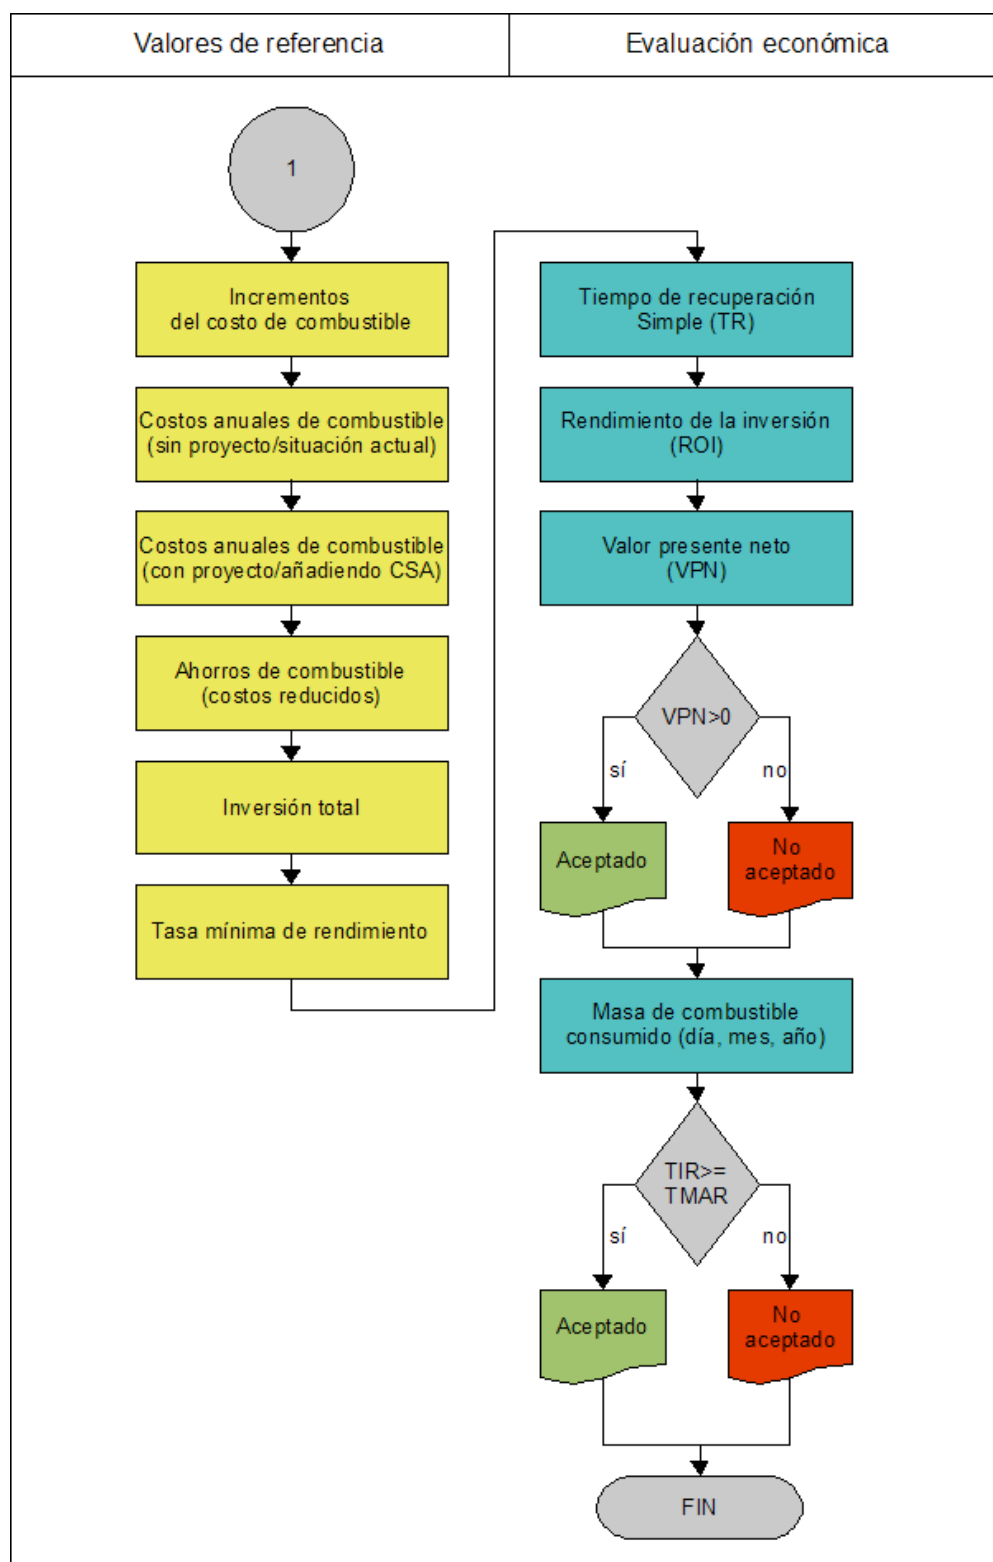 Valores de referencia
Evaluación económica
1
Incrementos
del costo de combustible
Costos anuales de combustible
(sin proyecto/situación actual)
Costos anuales de combustible
(con proyecto/añadiendo CSA)
Ahorros de combustible
(costos reducidos)
Inversión total
Tasa mínima de rendimiento
Tiempo de recuperación
Simple (TR)
Rendimiento de la inversión
(ROI)
Valor presente neto
(VPN)
VPN>0
sí
no
Aceptado
No
aceptado
Masa de combustible
consumido (día, mes, año)
TIR>=
TMAR
sí
no
Aceptado
No
aceptado
FIN